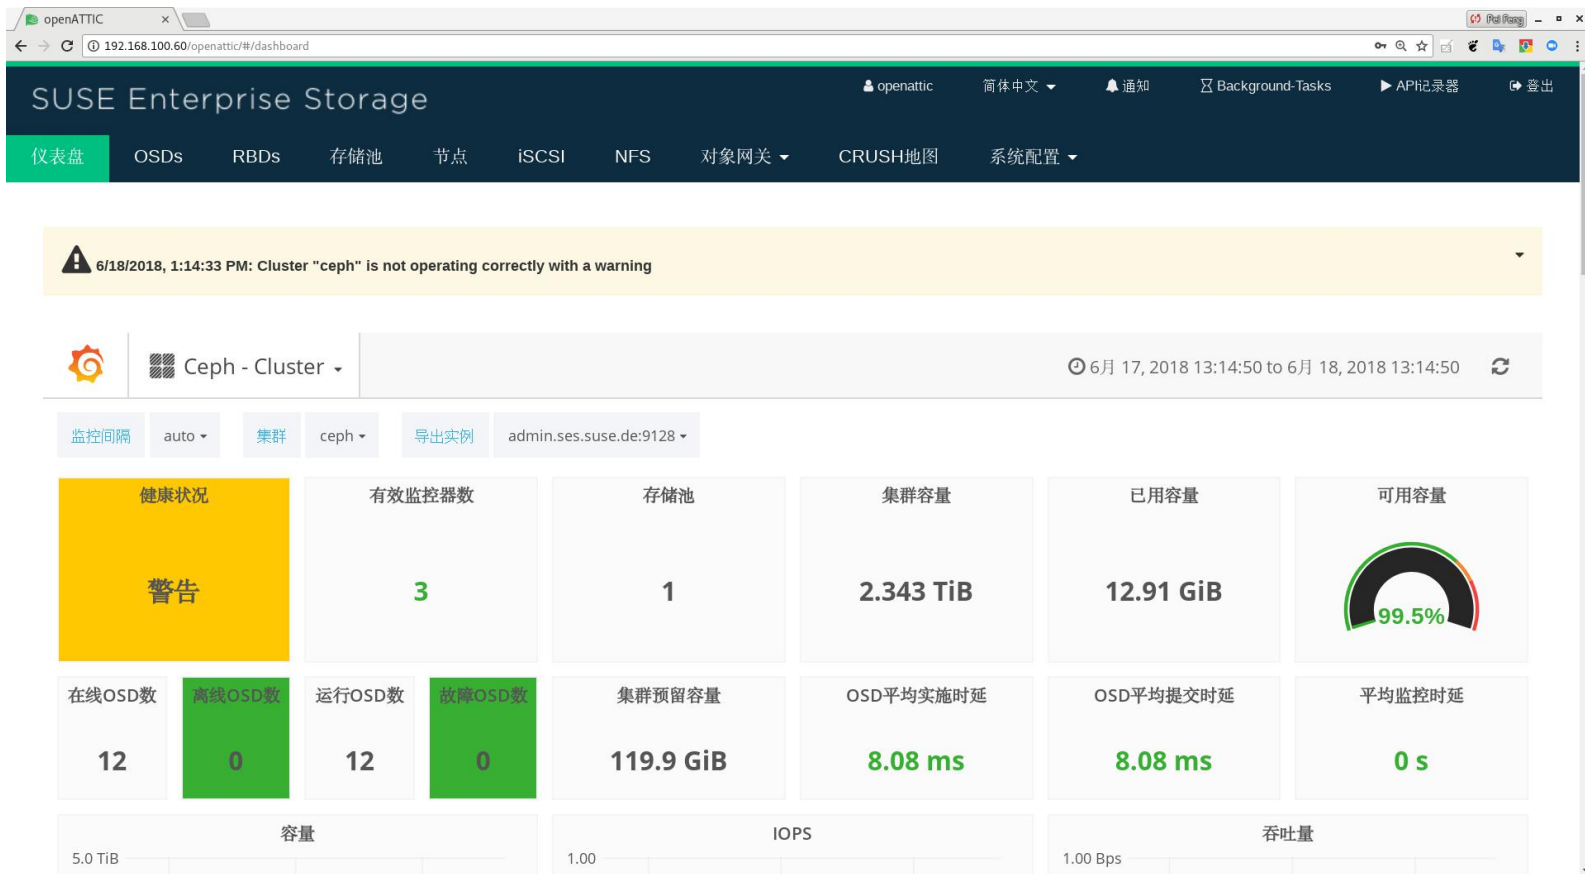 openATTIC
Pei Feng
192.168.100.60/openattic/#/dashboard
SUSE Enterprise Storage
openattic
简体中文
通知
Background-Tasks
API记录器
登出
仪表盘
OSDs
RBDs
存储池
节点
iSCSI
NFS
对象网关
CRUSH地图
系统配置
6/18/2018, 1:14:33 PM: Cluster "ceph" is not operating correctly with a warning
Ceph - Cluster
6月 17, 2018 13:14:50 to 6月 18, 2018 13:14:50
监控间隔
auto
集群
ceph
导出实例
admin.ses.suse.de:9128
健康状况
警告
有效监控器数
3
存储池
1
集群容量
2.343 TiB
已用容量
12.91 GiB
可用容量
99.5%
在线OSD数
12
离线OSD数
0
运行OSD数
12
故障OSD数
0
集群预留容量
119.9 GiB
OSD平均实施时延
8.08 ms
OSD平均提交时延
8.08 ms
平均监控时延
0 s
容量
5.0 TiB
IOPS
1.00
吞吐量
1.00 Bps